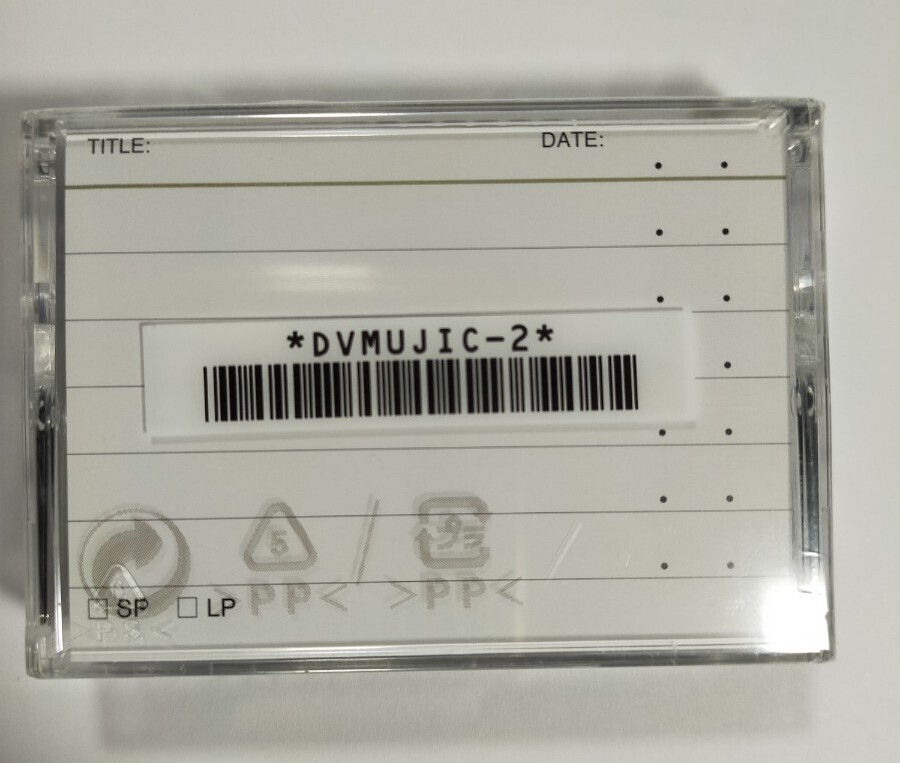 TITLE: DATE:
*DVMUJIC-2*
5
>PP< >PP<
SP LP